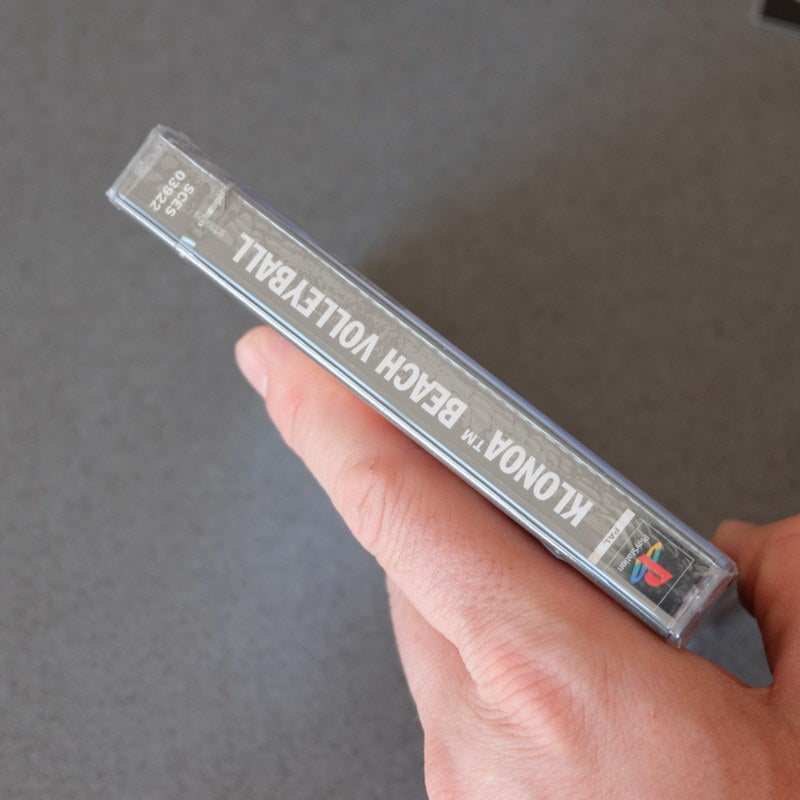 PlayStation
PAL
KLONOA™ BEACH VOLLEYBALL
SCES
03922